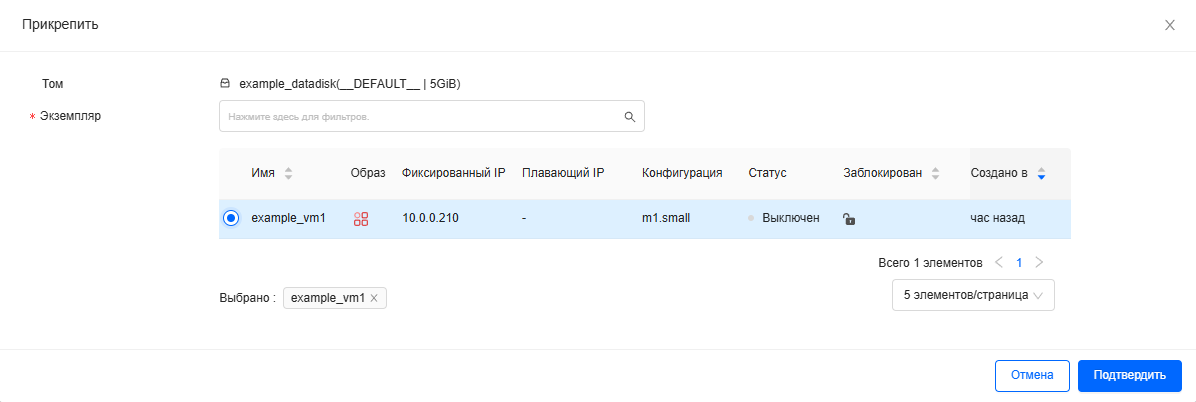 Прикрепить
Том example_datadisk(__DEFAULT__ | 5GiB)
* Экземпляр Нажмите здесь для фильтров.
Имя Образ Фиксированный IP Плавающий IP Конфигурация Статус Заблокирован Создано в
example_vm1 10.0.0.210 - m1.small Выключен час назад
Всего 1 элементов 1
Выбрано : example_vm1 5 элементов/страница
Отмена Подтвердить